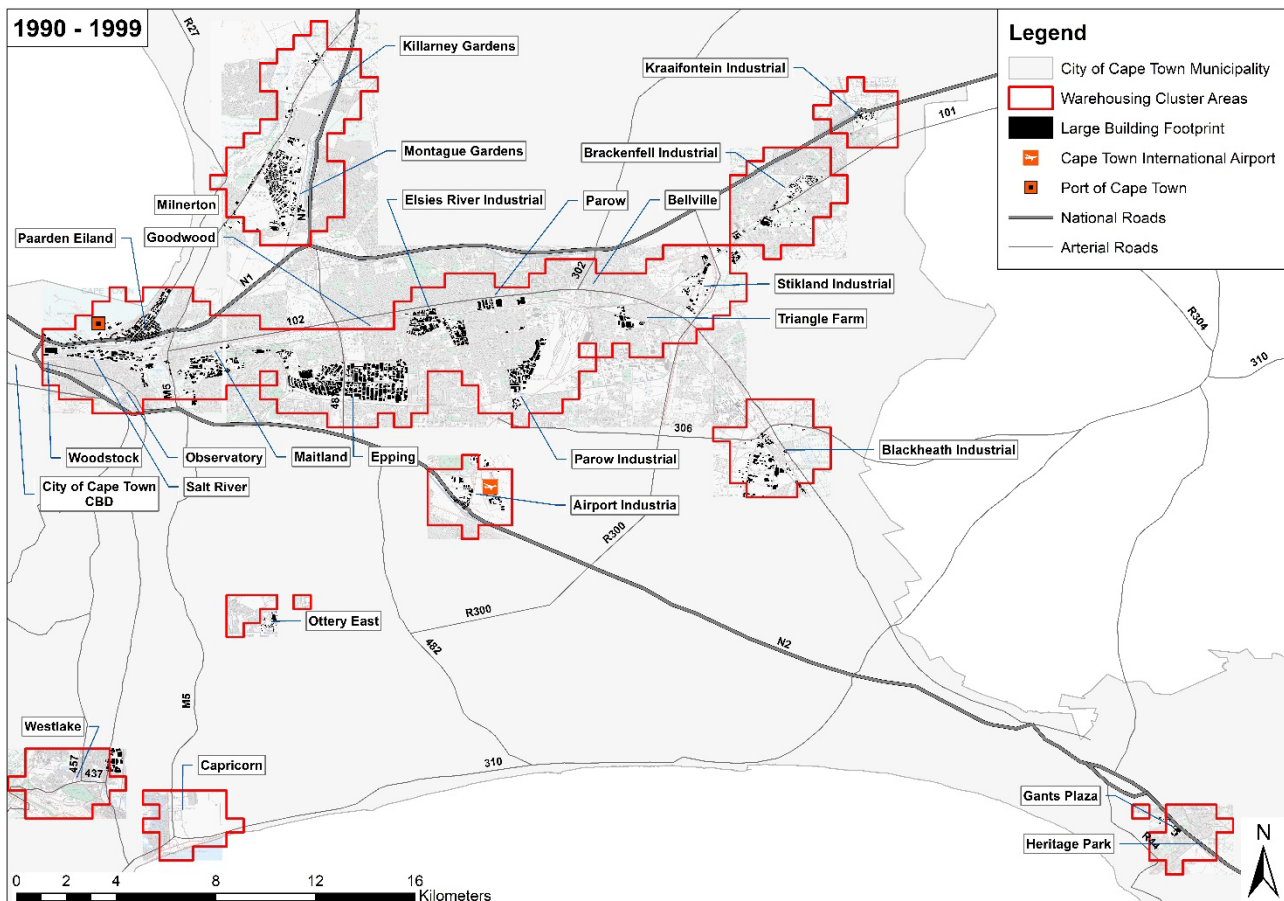 1990 - 1999
R27
Killarney Gardens
Kraaifontein Industrial
101
Montague Gardens
Brackenfell Industrial
Milnerton
N7
Elsies River Industrial
Parow
Bellville
Paarden Eiland
Goodwood
N1
302
Stikland Industrial
102
Triangle Farm
R304
310
M5
306
Woodstock
Observatory
Maitland
Epping
Parow Industrial
Blackheath Industrial
City of Cape Town
CBD
Salt River
Airport Industria
R300
Ottery East
R300
482
N2
M5
Westlake
457
437
Capricorn
310
Gants Plaza
R44
Heritage Park
Legend
City of Cape Town Municipality
Warehousing Cluster Areas
Large Building Footprint
Cape Town International Airport
Port of Cape Town
National Roads
Arterial Roads
0 2 4 8 12 16
Kilometers
N